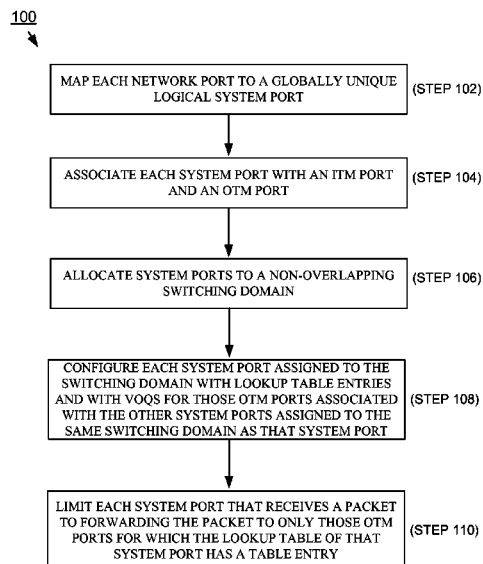 100
MAP EACH NETWORK PORT TO A GLOBALLY UNIQUE
LOGICAL SYSTEM PORT
(STEP 102)
ASSOCIATE EACH SYSTEM PORT WITH AN ITM PORT
AND AN OTM PORT
(STEP 104)
ALLOCATE SYSTEM PORTS TO A NON-OVERLAPPING
SWITCHING DOMAIN
(STEP 106)
CONFIGURE EACH SYSTEM PORT ASSIGNED TO THE
SWITCHING DOMAIN WITH LOOKUP TABLE ENTRIES
AND WITH VOQS FOR THOSE OTM PORTS ASSOCIATED
WITH THE OTHER SYSTEM PORTS ASSIGNED TO THE
SAME SWITCHING DOMAIN AS THAT SYSTEM PORT
(STEP 108)
LIMIT EACH SYSTEM PORT THAT RECEIVES A PACKET
TO FORWARDING THE PACKET TO ONLY THOSE OTM
PORTS FOR WHICH THE LOOKUP TABLE OF THAT
SYSTEM PORT HAS A TABLE ENTRY
(STEP 110)